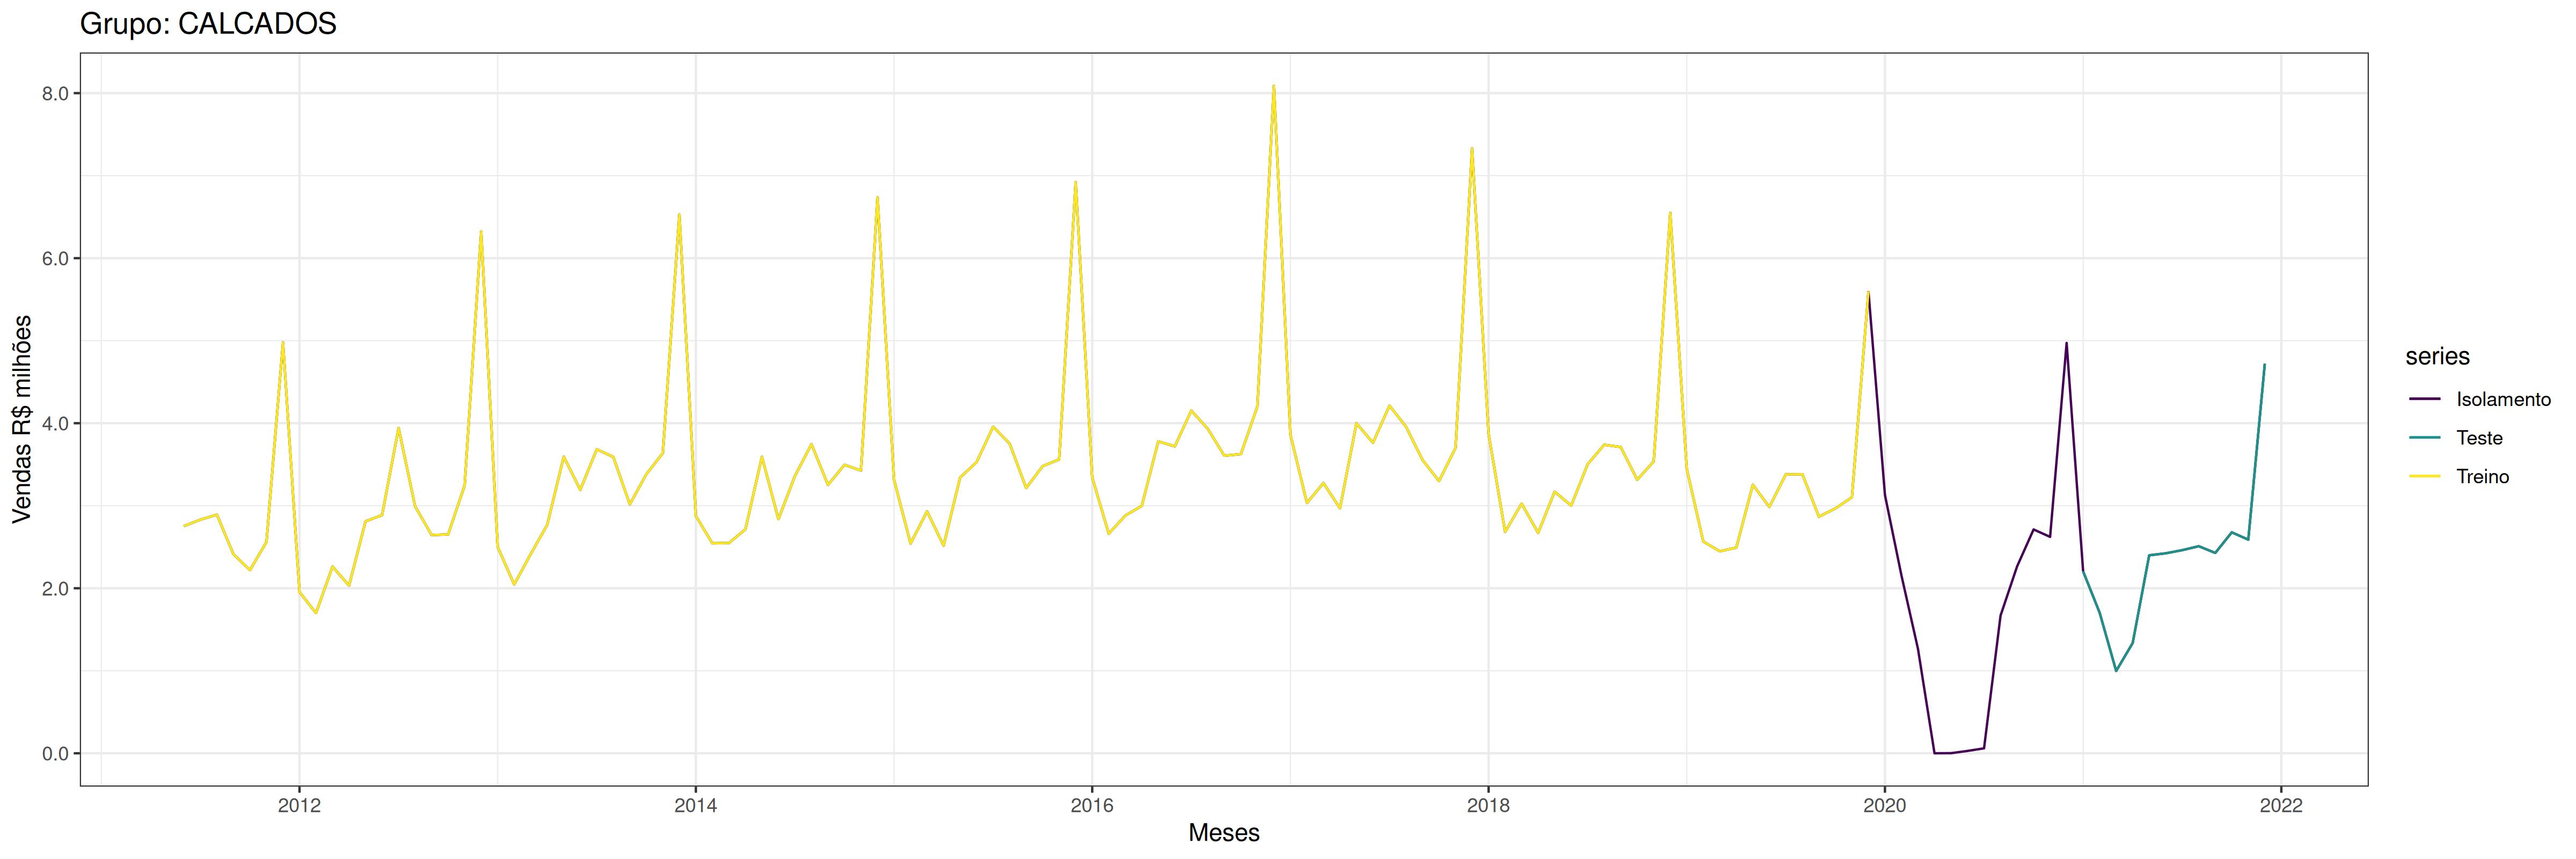 Grupo: CALCADOS
Vendas R$ milhões
8.0
6.0
4.0
2.0
0.0
2012
2014
2016
2018
2020
2022
Meses
series
Isolamento
Teste
Treino